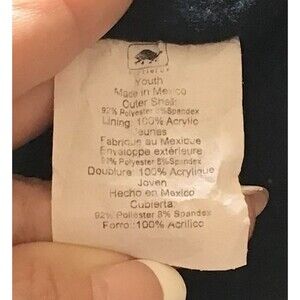 Youth
Made in Mexico
Outer Shell:
92% Polyester 8%Spandex
Lining: 100% Acrylic
Jeunes
Fabriqué au Mexique
Enveloppe extérieure
92% Polyester 8%Spandex
Doublure: 100% Acrylique
Joven
Hecho en Mexico
Cubierta:
92% Poliester 8% Spandex
Forro: 100% Acrilico